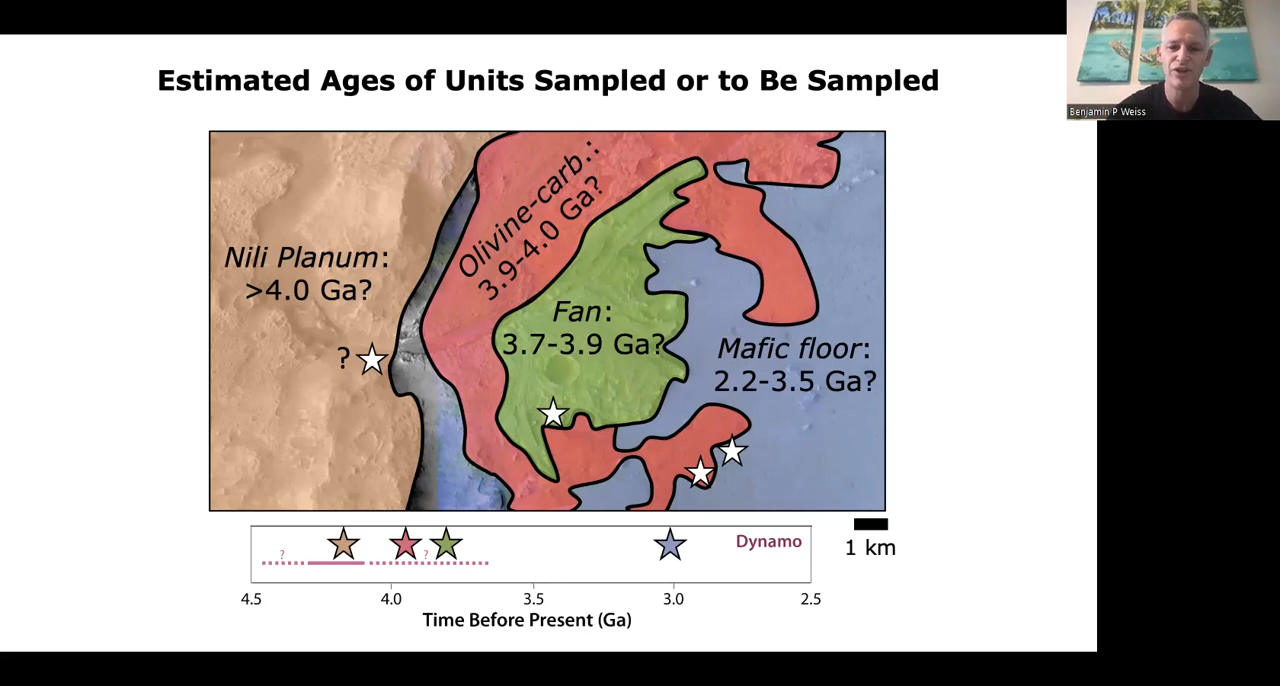 Estimated Ages of Units Sampled or to Be Sampled
Benjamin P Weiss
Nili Planum:
>4.0 Ga?
Olivine-carb.:
3.9-4.0 Ga?
Fan:
3.7-3.9 Ga?
Mafic floor:
2.2-3.5 Ga?
?
?
?
Dynamo
1 km
4.5 4.0 3.5 3.0 2.5
Time Before Present (Ga)